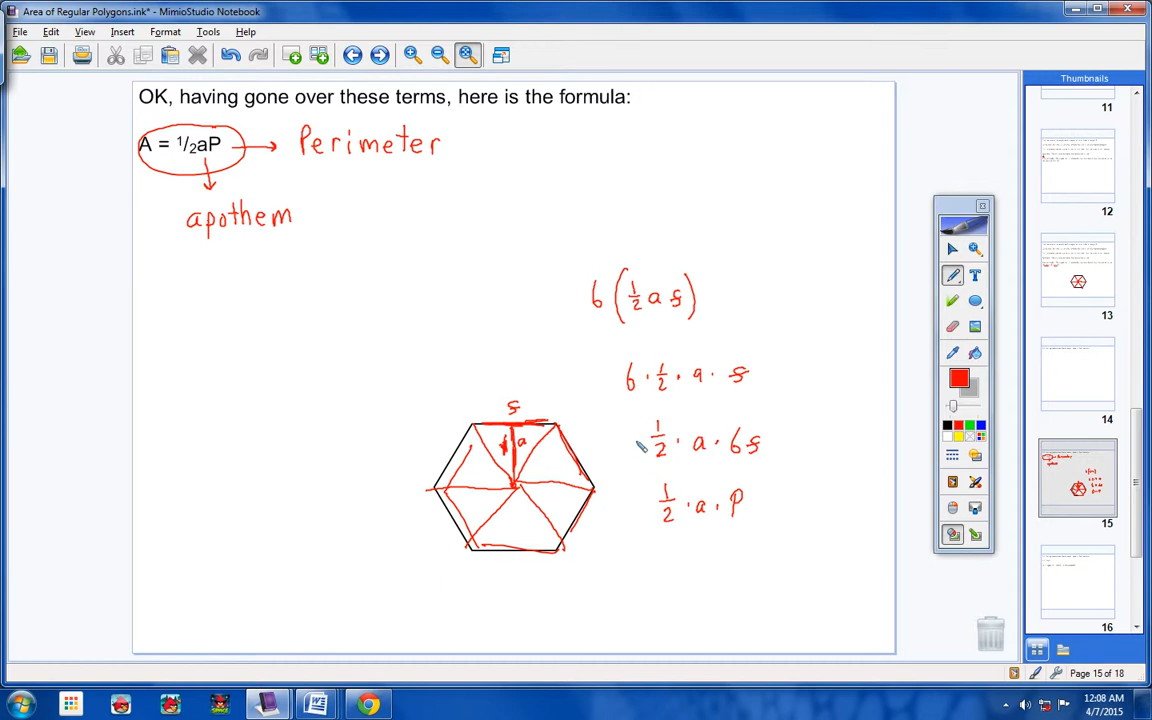 Area of Regular Polygons.ink* - MimioStudio Notebook
File Edit View Insert Format Tools Help
OK, having gone over these terms, here is the formula:
A = 1/2aP → Perimeter
apothem
6 (1/2 a s)
6 · 1/2 · a · s
1/2 · a · 6s
1/2 · a · P
s
a
Thumbnails
11
12
13
14
15
16
Page 15 of 18
12:08 AM
4/7/2015